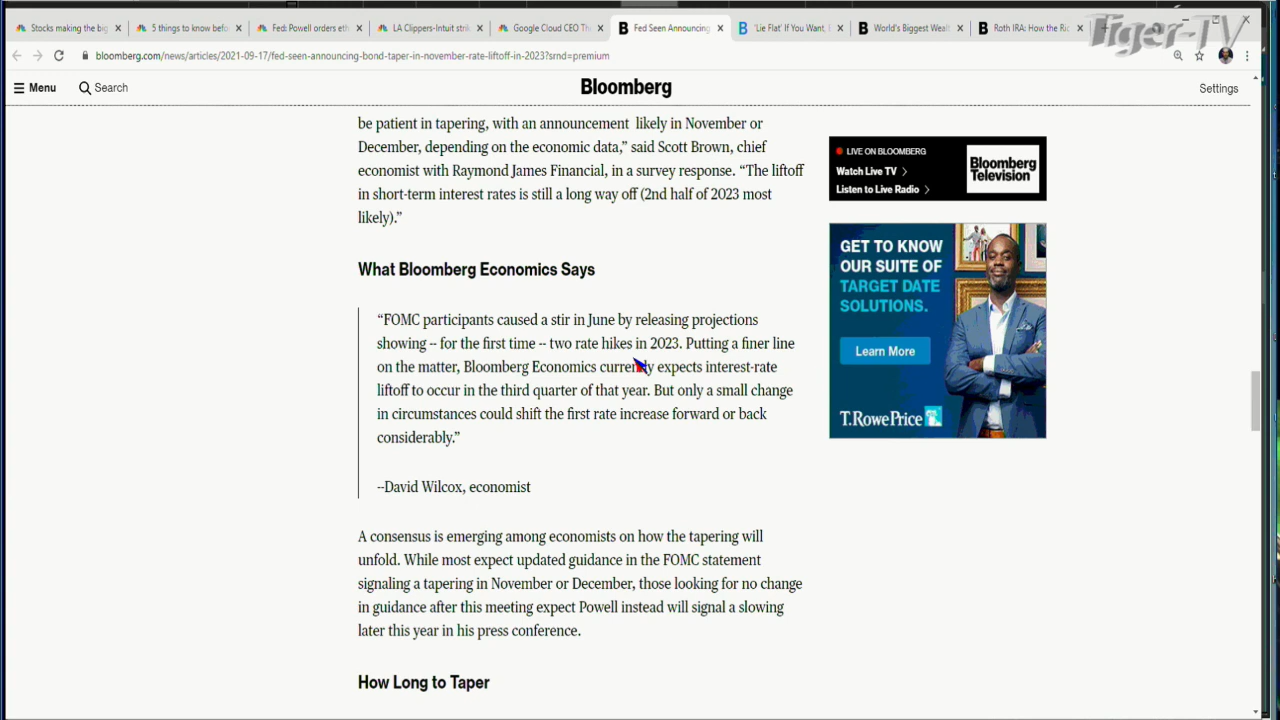 Stocks making the big
5 things to know befo
Fed: Powell orders eth
LA Clippers-Intuit stri
Google Cloud CEO Th
Fed Seen Announcing
'Lie Flat' If You Want,
World's Biggest Wealt
Roth IRA: How the Ric
Tiger-TV
bloomberg.com/news/articles/2021-09-17/fed-seen-announcing-bond-taper-in-november-rate-liftoff-in-2023?srnd=premium
Menu
Search
Bloomberg
Settings
be patient in tapering, with an announcement likely in November or
December, depending on the economic data,” said Scott Brown, chief
economist with Raymond James Financial, in a survey response. “The liftoff
in short-term interest rates is still a long way off (2nd half of 2023 most
likely).”
What Bloomberg Economics Says
“FOMC participants caused a stir in June by releasing projections
showing -- for the first time -- two rate hikes in 2023. Putting a finer line
on the matter, Bloomberg Economics currently expects interest-rate
liftoff to occur in the third quarter of that year. But only a small change
in circumstances could shift the first rate increase forward or back
considerably.”
--David Wilcox, economist
A consensus is emerging among economists on how the tapering will
unfold. While most expect updated guidance in the FOMC statement
signaling a tapering in November or December, those looking for no change
in guidance after this meeting expect Powell instead will signal a slowing
later this year in his press conference.
How Long to Taper
LIVE ON BLOOMBERG
Watch Live TV
Listen to Live Radio
Bloomberg
Television
GET TO KNOW
OUR SUITE OF
TARGET DATE
SOLUTIONS.
Learn More
T.RowePrice